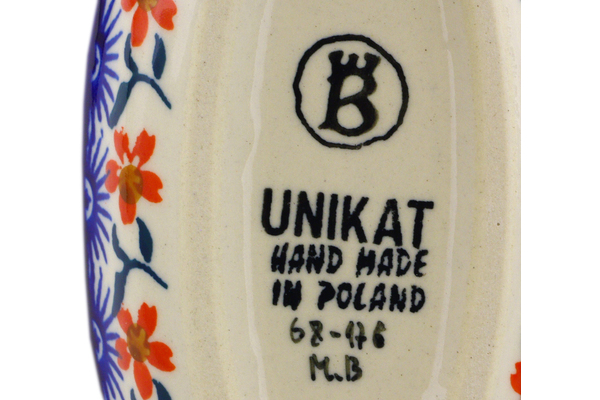 B
UNIKAT
HAND MADE
IN POLAND
68-176
M.B